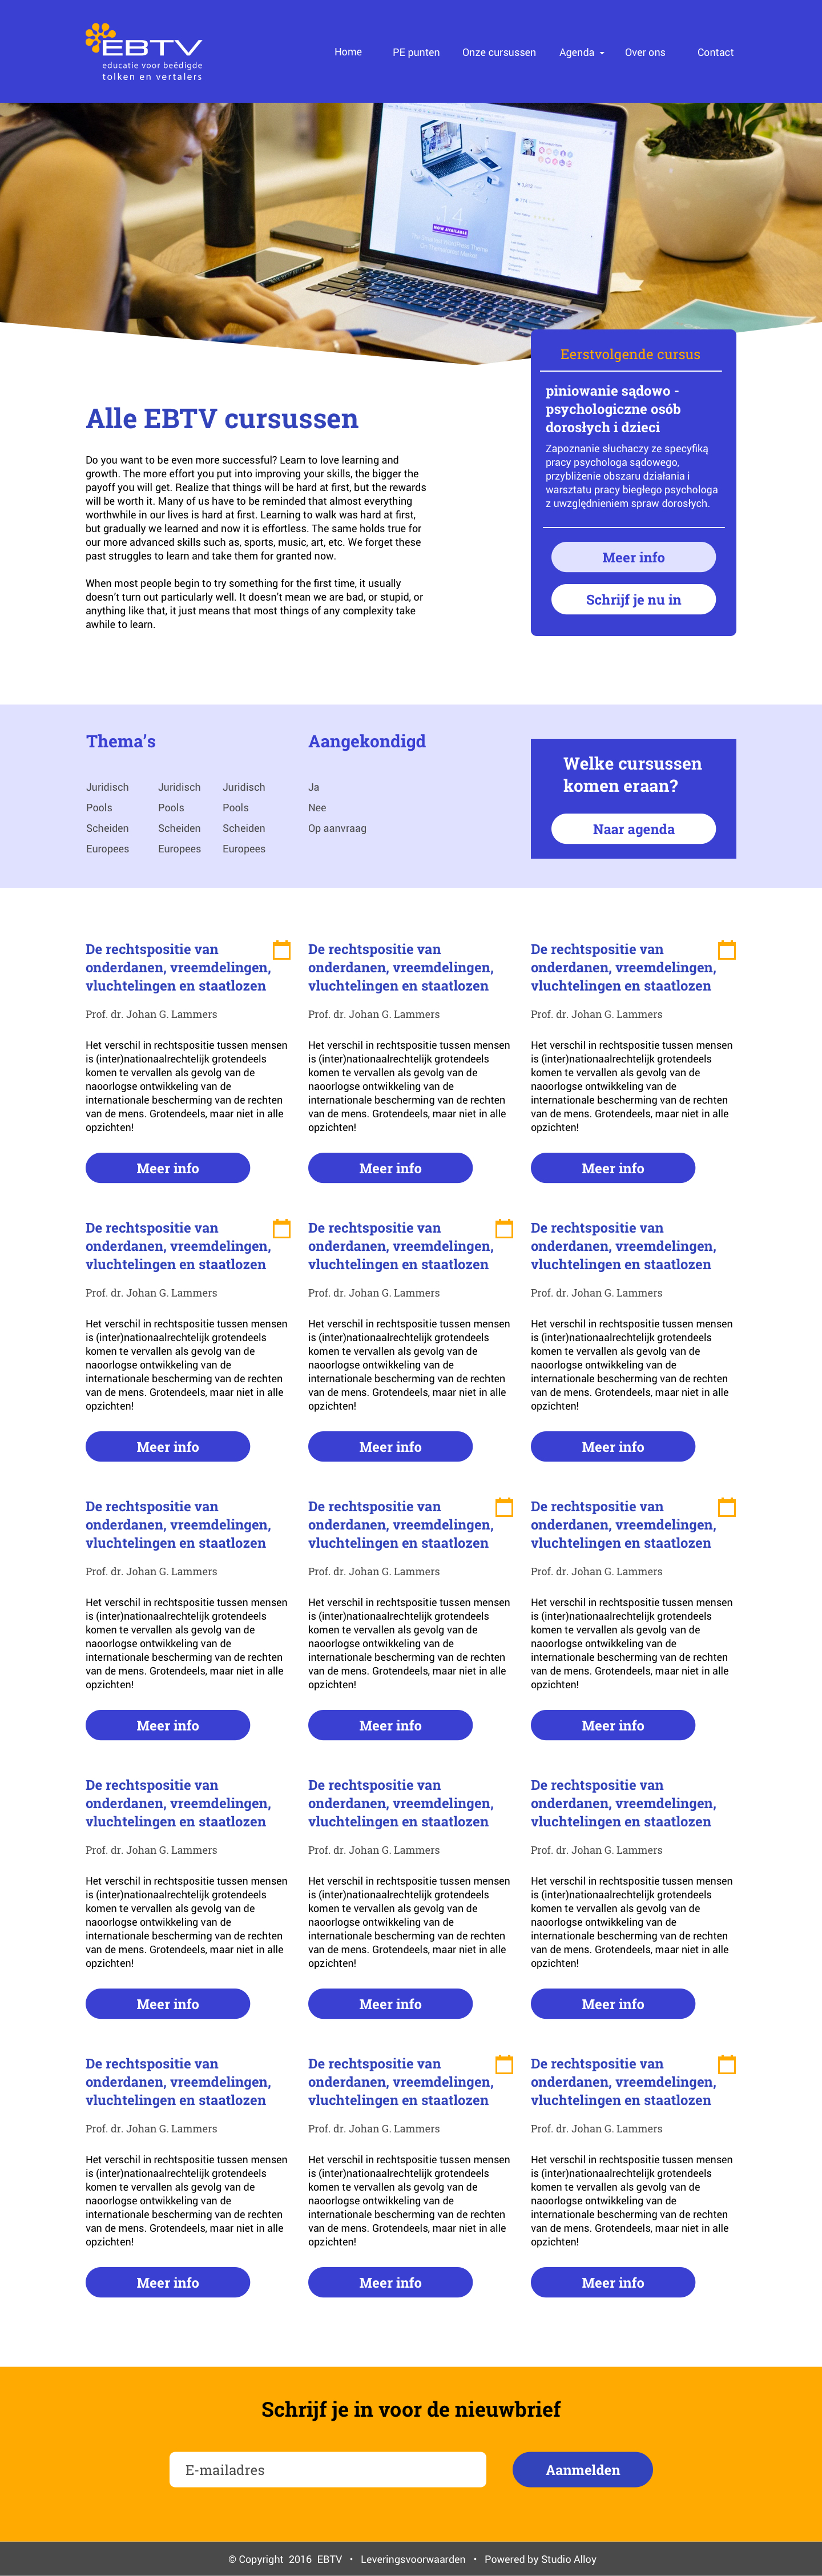 EBTV
educatie voor beëdigde
tolken en vertalers
Home PE punten Onze cursussen Agenda Over ons Contact
1.4
NOW AVAILABLE
Eerstvolgende cursus
piniowanie sądowo -
psychologiczne osób
dorosłych i dzieci
Zapoznanie słuchaczy ze specyfiką
pracy psychologa sądowego,
przybliżenie obszaru działania i
warsztatu pracy biegłego psychologa
z uwzględnieniem spraw dorosłych.
Meer info
Schrijf je nu in
Alle EBTV cursussen
Do you want to be even more successful? Learn to love learning and
growth. The more effort you put into improving your skills, the bigger the
payoff you will get. Realize that things will be hard at first, but the rewards
will be worth it. Many of us have to be reminded that almost everything
worthwhile in our lives is hard at first. Learning to walk was hard at first,
but gradually we learned and now it is effortless. The same holds true for
our more advanced skills such as, sports, music, art, etc. We forget these
past struggles to learn and take them for granted now.
When most people begin to try something for the first time, it usually
doesn't turn out particularly well. It doesn't mean we are bad, or stupid, or
anything like that, it just means that most things of any complexity take
awhile to learn.
Thema's
Juridisch Juridisch Juridisch
Pools Pools Pools
Scheiden Scheiden Scheiden
Europees Europees Europees
Aangekondigd
Ja
Nee
Op aanvraag
Welke cursussen
komen eraan?
Naar agenda
De rechtspositie van
onderdanen, vreemdelingen,
vluchtelingen en staatlozen
Prof. dr. Johan G. Lammers
Het verschil in rechtspositie tussen mensen
is (inter)nationaalrechtelijk grotendeels
komen te vervallen als gevolg van de
naoorlogse ontwikkeling van de
internationale bescherming van de rechten
van de mens. Grotendeels, maar niet in alle
opzichten!
Meer info
De rechtspositie van
onderdanen, vreemdelingen,
vluchtelingen en staatlozen
Prof. dr. Johan G. Lammers
Het verschil in rechtspositie tussen mensen
is (inter)nationaalrechtelijk grotendeels
komen te vervallen als gevolg van de
naoorlogse ontwikkeling van de
internationale bescherming van de rechten
van de mens. Grotendeels, maar niet in alle
opzichten!
Meer info
De rechtspositie van
onderdanen, vreemdelingen,
vluchtelingen en staatlozen
Prof. dr. Johan G. Lammers
Het verschil in rechtspositie tussen mensen
is (inter)nationaalrechtelijk grotendeels
komen te vervallen als gevolg van de
naoorlogse ontwikkeling van de
internationale bescherming van de rechten
van de mens. Grotendeels, maar niet in alle
opzichten!
Meer info
De rechtspositie van
onderdanen, vreemdelingen,
vluchtelingen en staatlozen
Prof. dr. Johan G. Lammers
Het verschil in rechtspositie tussen mensen
is (inter)nationaalrechtelijk grotendeels
komen te vervallen als gevolg van de
naoorlogse ontwikkeling van de
internationale bescherming van de rechten
van de mens. Grotendeels, maar niet in alle
opzichten!
Meer info
De rechtspositie van
onderdanen, vreemdelingen,
vluchtelingen en staatlozen
Prof. dr. Johan G. Lammers
Het verschil in rechtspositie tussen mensen
is (inter)nationaalrechtelijk grotendeels
komen te vervallen als gevolg van de
naoorlogse ontwikkeling van de
internationale bescherming van de rechten
van de mens. Grotendeels, maar niet in alle
opzichten!
Meer info
De rechtspositie van
onderdanen, vreemdelingen,
vluchtelingen en staatlozen
Prof. dr. Johan G. Lammers
Het verschil in rechtspositie tussen mensen
is (inter)nationaalrechtelijk grotendeels
komen te vervallen als gevolg van de
naoorlogse ontwikkeling van de
internationale bescherming van de rechten
van de mens. Grotendeels, maar niet in alle
opzichten!
Meer info
De rechtspositie van
onderdanen, vreemdelingen,
vluchtelingen en staatlozen
Prof. dr. Johan G. Lammers
Het verschil in rechtspositie tussen mensen
is (inter)nationaalrechtelijk grotendeels
komen te vervallen als gevolg van de
naoorlogse ontwikkeling van de
internationale bescherming van de rechten
van de mens. Grotendeels, maar niet in alle
opzichten!
Meer info
De rechtspositie van
onderdanen, vreemdelingen,
vluchtelingen en staatlozen
Prof. dr. Johan G. Lammers
Het verschil in rechtspositie tussen mensen
is (inter)nationaalrechtelijk grotendeels
komen te vervallen als gevolg van de
naoorlogse ontwikkeling van de
internationale bescherming van de rechten
van de mens. Grotendeels, maar niet in alle
opzichten!
Meer info
De rechtspositie van
onderdanen, vreemdelingen,
vluchtelingen en staatlozen
Prof. dr. Johan G. Lammers
Het verschil in rechtspositie tussen mensen
is (inter)nationaalrechtelijk grotendeels
komen te vervallen als gevolg van de
naoorlogse ontwikkeling van de
internationale bescherming van de rechten
van de mens. Grotendeels, maar niet in alle
opzichten!
Meer info
De rechtspositie van
onderdanen, vreemdelingen,
vluchtelingen en staatlozen
Prof. dr. Johan G. Lammers
Het verschil in rechtspositie tussen mensen
is (inter)nationaalrechtelijk grotendeels
komen te vervallen als gevolg van de
naoorlogse ontwikkeling van de
internationale bescherming van de rechten
van de mens. Grotendeels, maar niet in alle
opzichten!
Meer info
De rechtspositie van
onderdanen, vreemdelingen,
vluchtelingen en staatlozen
Prof. dr. Johan G. Lammers
Het verschil in rechtspositie tussen mensen
is (inter)nationaalrechtelijk grotendeels
komen te vervallen als gevolg van de
naoorlogse ontwikkeling van de
internationale bescherming van de rechten
van de mens. Grotendeels, maar niet in alle
opzichten!
Meer info
De rechtspositie van
onderdanen, vreemdelingen,
vluchtelingen en staatlozen
Prof. dr. Johan G. Lammers
Het verschil in rechtspositie tussen mensen
is (inter)nationaalrechtelijk grotendeels
komen te vervallen als gevolg van de
naoorlogse ontwikkeling van de
internationale bescherming van de rechten
van de mens. Grotendeels, maar niet in alle
opzichten!
Meer info
De rechtspositie van
onderdanen, vreemdelingen,
vluchtelingen en staatlozen
Prof. dr. Johan G. Lammers
Het verschil in rechtspositie tussen mensen
is (inter)nationaalrechtelijk grotendeels
komen te vervallen als gevolg van de
naoorlogse ontwikkeling van de
internationale bescherming van de rechten
van de mens. Grotendeels, maar niet in alle
opzichten!
Meer info
De rechtspositie van
onderdanen, vreemdelingen,
vluchtelingen en staatlozen
Prof. dr. Johan G. Lammers
Het verschil in rechtspositie tussen mensen
is (inter)nationaalrechtelijk grotendeels
komen te vervallen als gevolg van de
naoorlogse ontwikkeling van de
internationale bescherming van de rechten
van de mens. Grotendeels, maar niet in alle
opzichten!
Meer info
De rechtspositie van
onderdanen, vreemdelingen,
vluchtelingen en staatlozen
Prof. dr. Johan G. Lammers
Het verschil in rechtspositie tussen mensen
is (inter)nationaalrechtelijk grotendeels
komen te vervallen als gevolg van de
naoorlogse ontwikkeling van de
internationale bescherming van de rechten
van de mens. Grotendeels, maar niet in alle
opzichten!
Meer info
Schrijf je in voor de nieuwbrief
E-mailadres
Aanmelden
© Copyright 2016 EBTV • Leveringsvoorwaarden • Powered by Studio Alloy